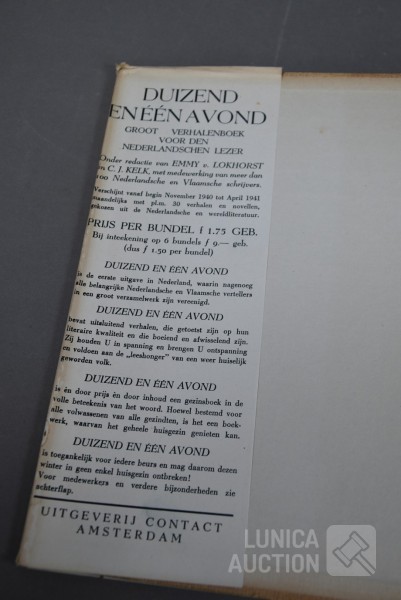 DUIZEND
EN ÉÉN AVOND
GROOT VERHALENBOEK
VOOR DEN
NEDERLANDSCHEN LEZER
Onder redactie van EMMY v. LOKHORST
en C. J. KELK, met medewerking van meer dan
100 Nederlandsche en Vlaamsche schrijvers.
Verschijnt vanaf begin November 1940 tot April 1941
maandelijks met pl.m. 30 verhalen en novellen,
gekozen uit de Nederlandsche en wereldliteratuur.
PRIJS PER BUNDEL f 1.75 GEB.
Bij inteekening op 6 bundels f 9.— geb.
(dus f 1.50 per bundel)
DUIZEND EN ÉÉN AVOND
is de eerste uitgave in Nederland, waarin nagenoeg
alle belangrijke Nederlandsche en Vlaamsche vertellers
in een groot verzamelwerk zijn vereenigd.
DUIZEND EN ÉÉN AVOND
bevat uitsluitend verhalen, die getoetst zijn op hun
literaire kwaliteit en die boeiend en afwisselend zijn.
Zij houden U in spanning en brengen U ontspanning
en voldoen aan de „leeshonger” van een weer huiselijk
geworden volk.
DUIZEND EN ÉÉN AVOND
is én door prijs én door inhoud een gezinsboek in de
volle beteekenis van het woord. Hoewel bestemd voor
alle volwassenen van alle gezindten, is het een boek-
werk, waarvan het geheele huisgezin genieten kan.
DUIZEND EN ÉÉN AVOND
is toegankelijk voor iedere beurs en mag daarom dezen
winter in geen enkel huisgezin ontbreken!
Voor medewerkers en verdere bijzonderheden zie
achterflap.
UITGEVERIJ CONTACT
AMSTERDAM
LUNICA
AUCTION